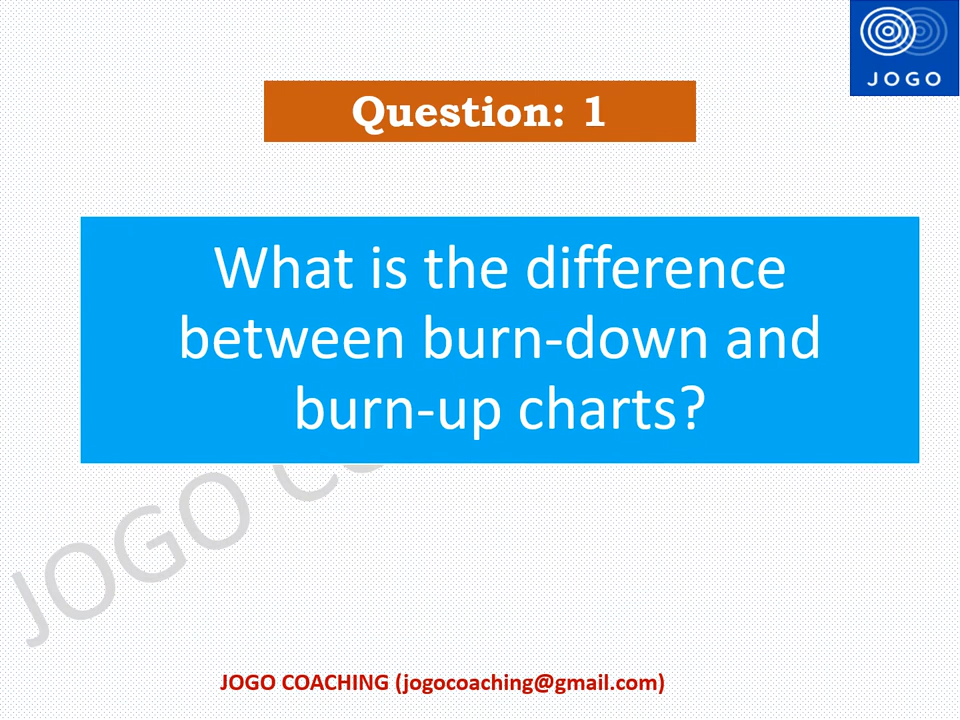 JOGO
Question: 1
What is the difference
between burn-down and
burn-up charts?
JOGO CO
JOGO COACHING (jogocoaching@gmail.com)